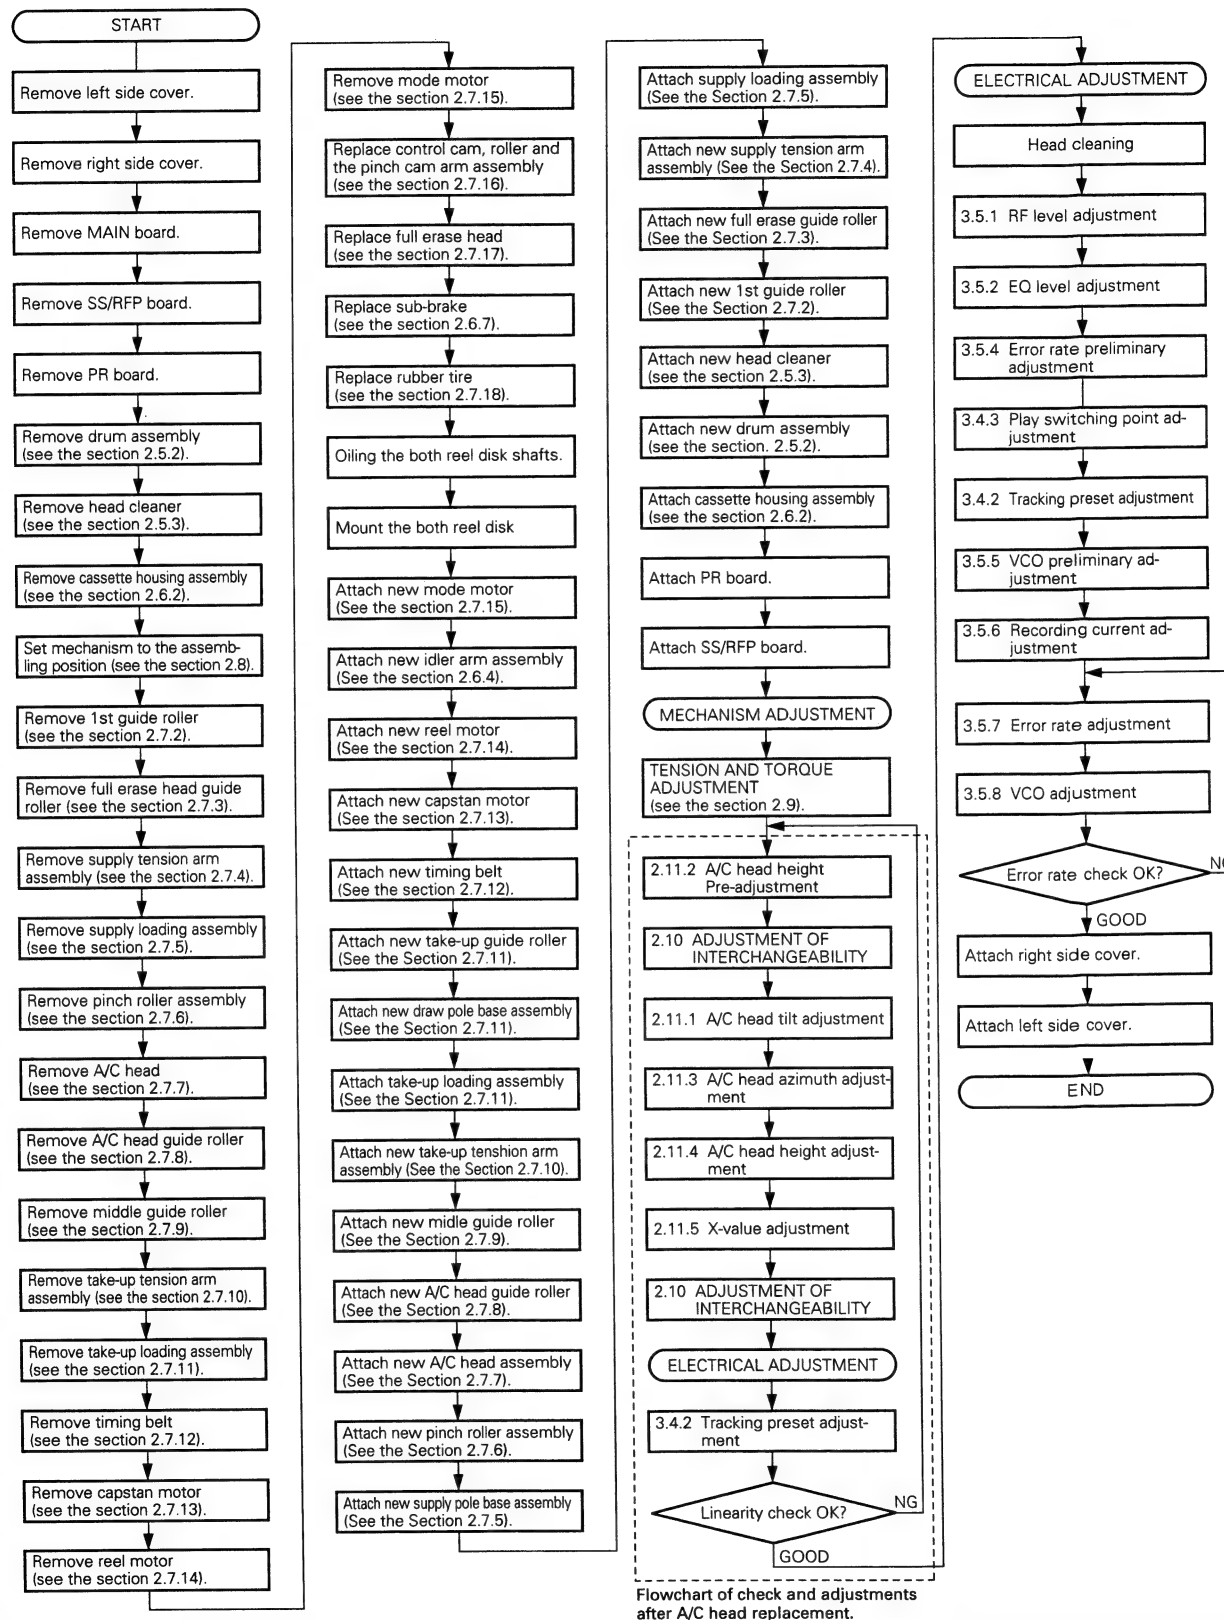 START
Remove left side cover.
Remove right side cover.
Remove MAIN board.
Remove SS/RFP board.
Remove PR board.
Remove drum assembly
(see the section 2.5.2).
Remove head cleaner
(see the section 2.5.3).
Remove cassette housing assembly
(see the section 2.6.2).
Set mechanism to the assemb-
ling position (see the section 2.8).
Remove 1st guide roller
(see the section 2.7.2).
Remove full erase head guide
roller (see the section 2.7.3).
Remove supply tension arm
assembly (see the section 2.7.4).
Remove supply loading assembly
(see the section 2.7.5).
Remove pinch roller assembly
(see the section 2.7.6).
Remove A/C head
(see the section 2.7.7).
Remove A/C head guide roller
(see the section 2.7.8).
Remove middle guide roller
(see the section 2.7.9).
Remove take-up tension arm
assembly (see the section 2.7.10).
Remove take-up loading assembly
(see the section 2.7.11).
Remove timing belt
(see the section 2.7.12).
Remove capstan motor
(see the section 2.7.13).
Remove reel motor
(see the section 2.7.14).
Remove mode motor
(see the section 2.7.15).
Replace control cam, roller and
the pinch cam arm assembly
(see the section 2.7.16).
Replace full erase head
(see the section 2.7.17).
Replace sub-brake
(see the section 2.6.7).
Replace rubber tire
(see the section 2.7.18).
Oiling the both reel disk shafts.
Mount the both reel disk
Attach new mode motor
(See the section 2.7.15).
Attach new idler arm assembly
(See the section 2.6.4).
Attach new reel motor
(See the section 2.7.14).
Attach new capstan motor
(See the section 2.7.13).
Attach new timing belt
(See the Section 2.7.12).
Attach new take-up guide roller
(See the Section 2.7.11).
Attach new draw pole base assembly
(See the Section 2.7.11).
Attach take-up loading assembly
(See the Section 2.7.11).
Attach new take-up tenshion arm
assembly (See the Section 2.7.10).
Attach new midle guide roller
(See the Section 2.7.9).
Attach new A/C head guide roller
(See the Section 2.7.8).
Attach new A/C head assembly
(See the Section 2.7.7).
Attach new pinch roller assembly
(See the Section 2.7.6).
Attach new supply pole base assembly
(See the Section 2.7.5).
Attach supply loading assembly
(See the Section 2.7.5).
Attach new supply tension arm
assembly (See the Section 2.7.4).
Attach new full erase guide roller
(See the Section 2.7.3).
Attach new 1st guide roller
(See the Section 2.7.2).
Attach new head cleaner
(see the section 2.5.3).
Attach new drum assembly
(see the section. 2.5.2).
Attach cassette housing assembly
(see the section 2.6.2).
Attach PR board.
Attach SS/RFP board.
MECHANISM ADJUSTMENT
TENSION AND TORQUE
ADJUSTMENT
(see the section 2.9).
2.11.2 A/C head height
Pre-adjustment
2.10 ADJUSTMENT OF
INTERCHANGEABILITY
2.11.1 A/C head tilt adjustment
2.11.3 A/C head azimuth adjust-
ment
2.11.4 A/C head height adjust-
ment
2.11.5 X-value adjustment
2.10 ADJUSTMENT OF
INTERCHANGEABILITY
ELECTRICAL ADJUSTMENT
3.4.2 Tracking preset adjust-
ment
Linearity check OK?
NG
GOOD
Flowchart of check and adjustments
after A/C head replacement.
ELECTRICAL ADJUSTMENT
Head cleaning
3.5.1 RF level adjustment
3.5.2 EQ level adjustment
3.5.4 Error rate preliminary
adjustment
3.4.3 Play switching point ad-
justment
3.4.2 Tracking preset adjustment
3.5.5 VCO preliminary ad-
justment
3.5.6 Recording current ad-
justment
3.5.7 Error rate adjustment
3.5.8 VCO adjustment
Error rate check OK?
GOOD
Attach right side cover.
Attach left side cover.
END